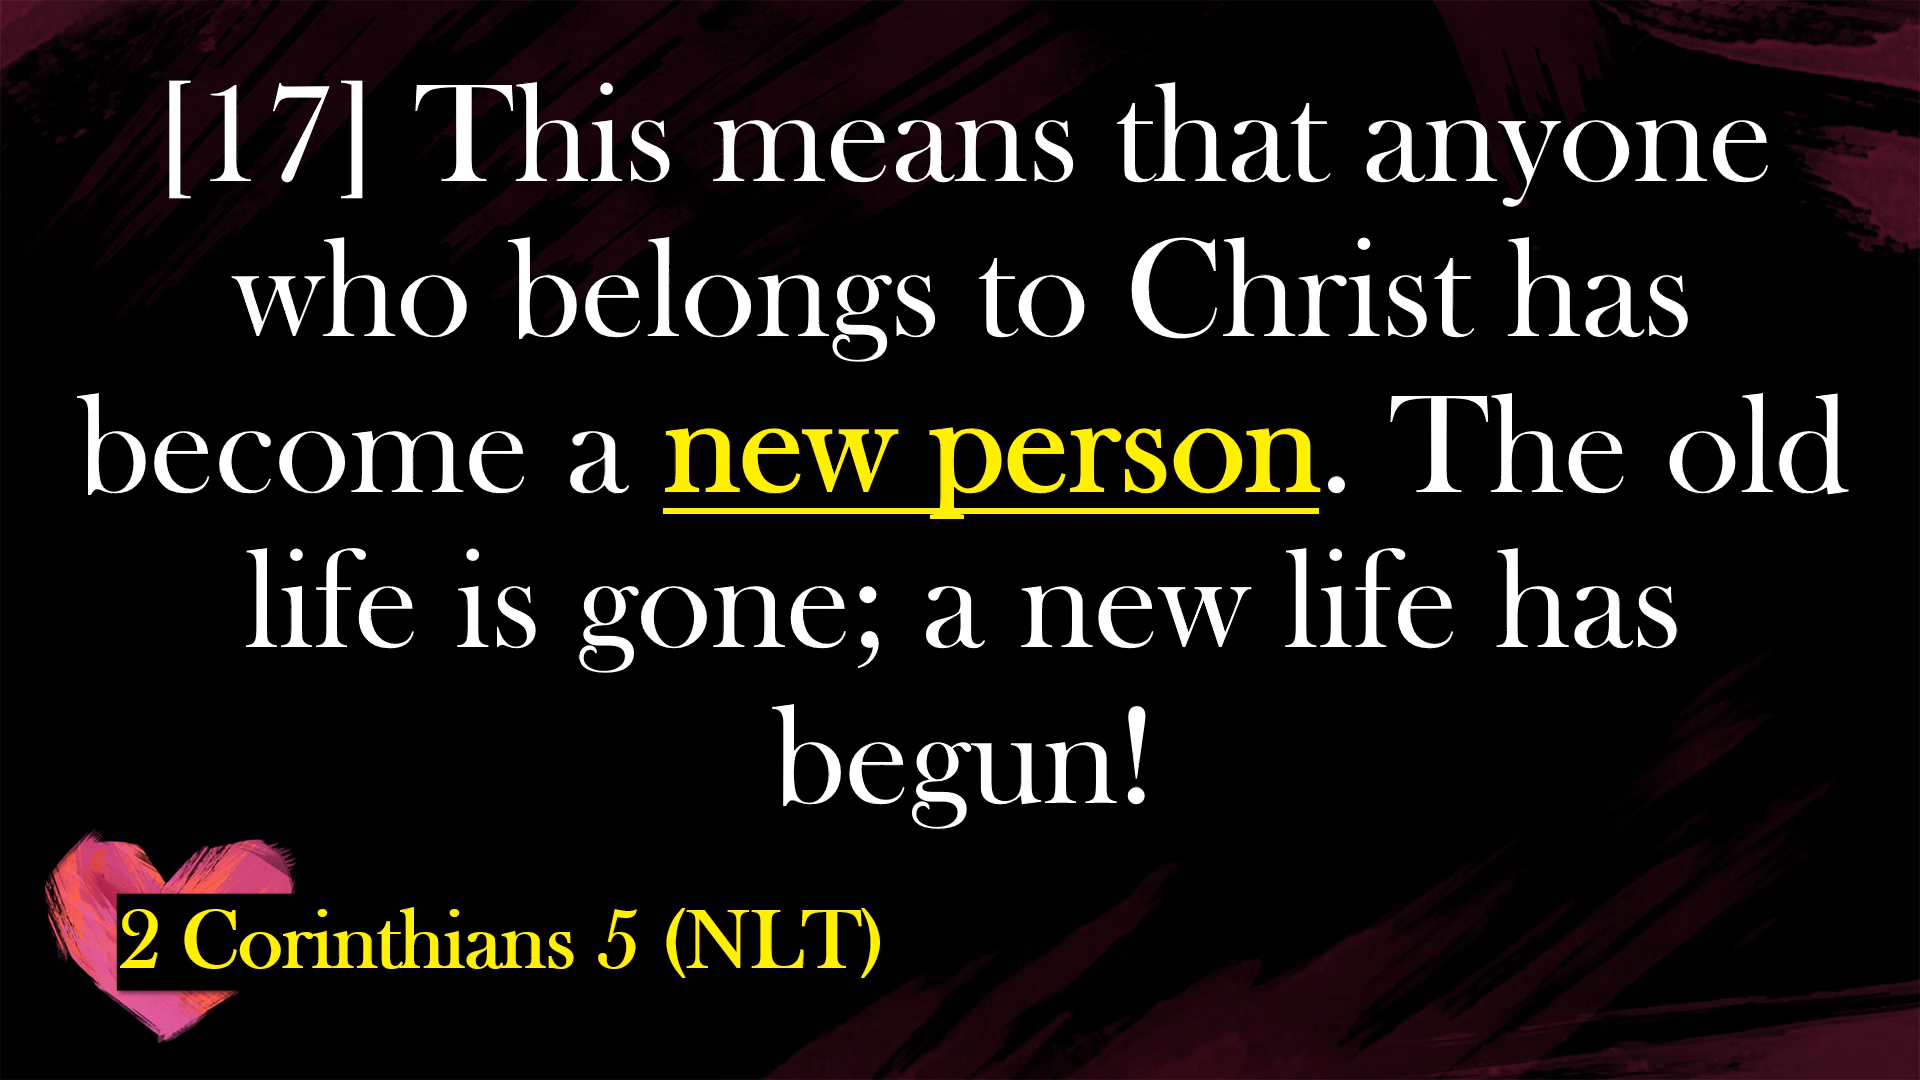 [17] This means that anyone
who belongs to Christ has
become a new person. The old
life is gone; a new life has
begun!
2 Corinthians 5 (NLT)